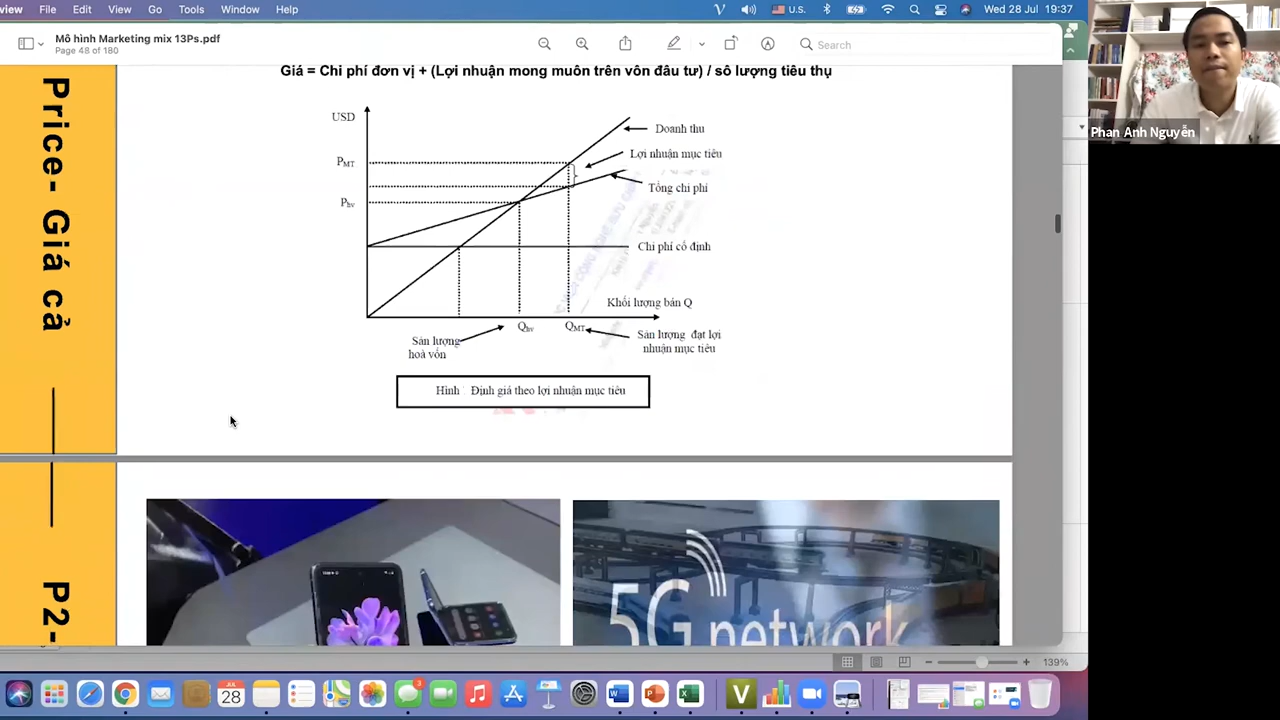 View File Edit View Go Tools Window Help
U.S.
Wed 28 Jul 19:37
Mô hình Marketing mix 13Ps.pdf
Page 48 of 180
Search
Phan Anh Nguyễn
Price- Giá cả
Giá = Chi phí đơn vị + (Lợi nhuận mong muốn trên vốn đầu tư) / số lượng tiêu thụ
USD
Doanh thu
Lợi nhuận mục tiêu
PMT
Tổng chi phí
Phv
Chi phí cố định
Khối lượng bán Q
Qhv
QMT
Sản lượng
hoà vốn
Sản lượng đạt lợi
nhuận mục tiêu
Hình Định giá theo lợi nhuận mục tiêu
P2-
5G network
139%
JUL
28
3